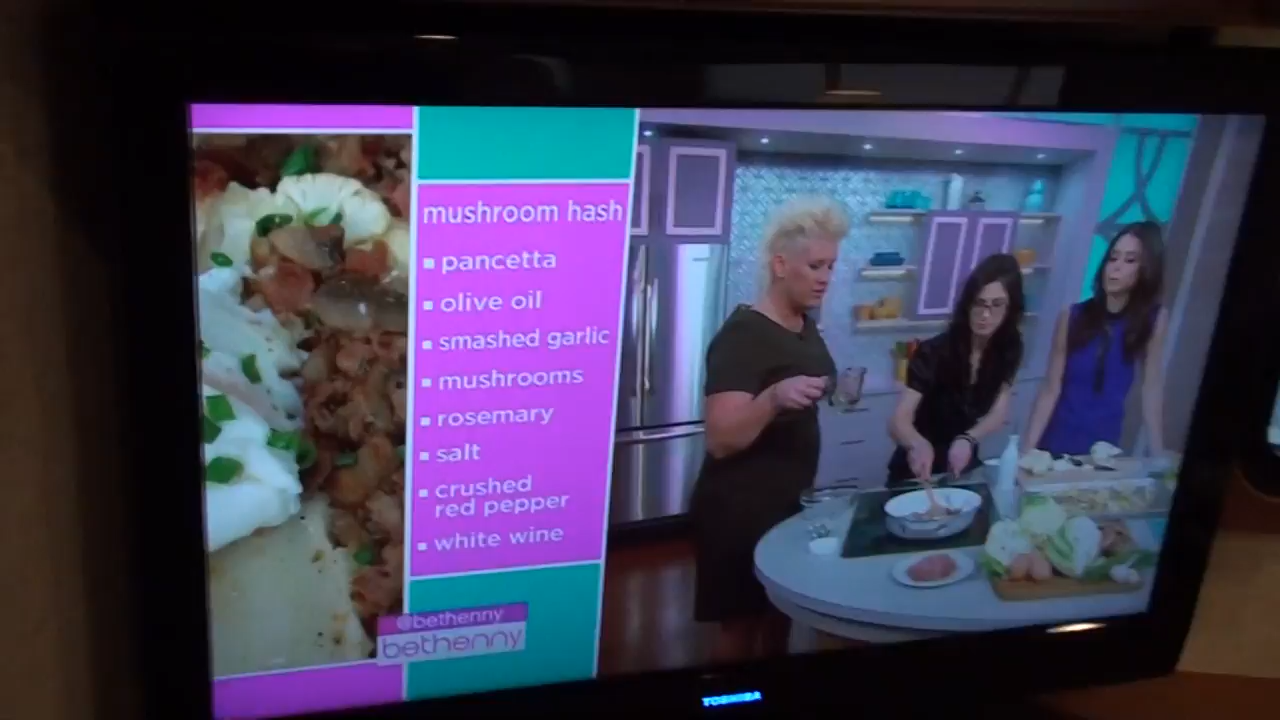 mushroom hash
▪ pancetta
▪ olive oil
▪ smashed garlic
▪ mushrooms
▪ rosemary
▪ salt
▪ crushed
red pepper
▪ white wine
@bethenny
bethenny
TOSHIBA